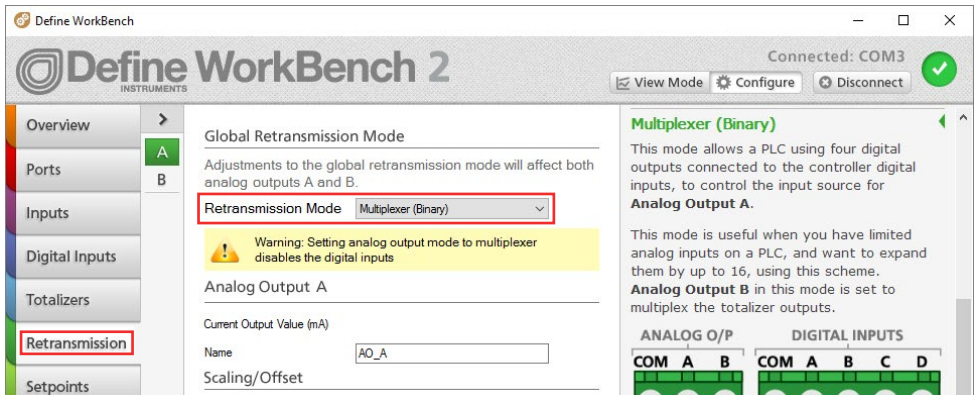 Define WorkBench
Define WorkBench 2
INSTRUMENTS
Connected: COM3
View Mode
Configure
Disconnect
Overview
Ports
Inputs
Digital Inputs
Totalizers
Retransmission
Setpoints
>
A
B
Global Retransmission Mode
Adjustments to the global retransmission mode will affect both
analog outputs A and B.
Retransmission Mode Multiplexer (Binary)
Warning: Setting analog output mode to multiplexer
disables the digital inputs
Analog Output A
Current Output Value (mA)
Name AO_A
Scaling/Offset
Multiplexer (Binary)
This mode allows a PLC using four digital
outputs connected to the controller digital
inputs, to control the input source for
Analog Output A.
This mode is useful when you have limited
analog inputs on a PLC, and want to expand
them by up to 16, using this scheme.
Analog Output B in this mode is set to
multiplex the totalizer outputs.
ANALOG O/P DIGITAL INPUTS
COM A B COM A B C D